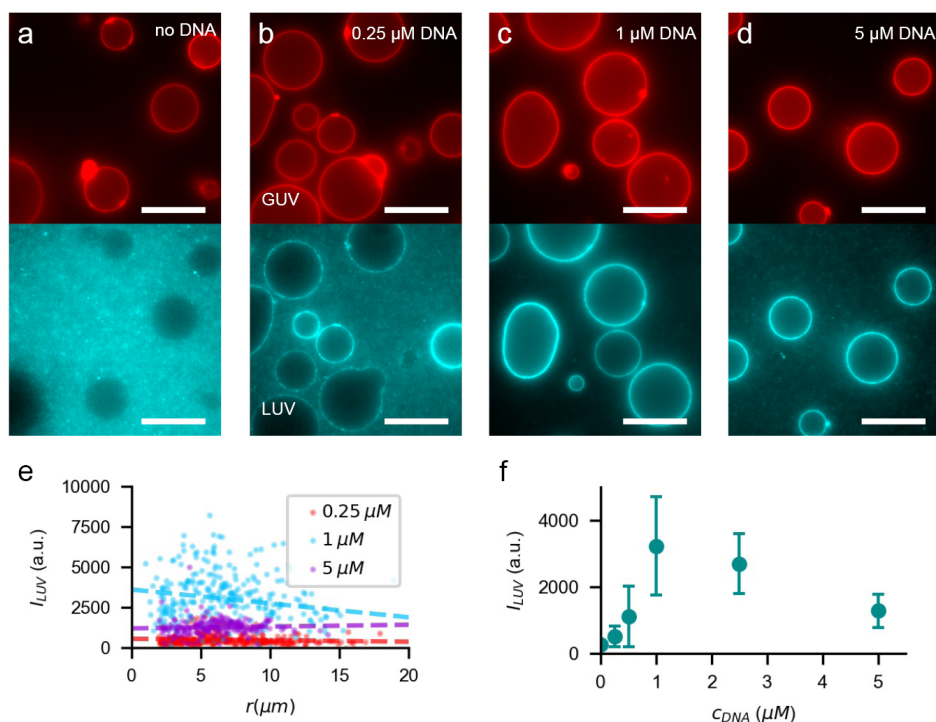 a
no DNA
b
0.25 µM DNA
c
1 µM DNA
d
5 µM DNA
GUV
LUV
e
10000
7500
5000
2500
0
I_LUV (a.u.)
0.25 µM
1 µM
5 µM
0 5 10 15 20
r(µm)
f
4000
2000
0
I_LUV (a.u.)
0 1 2 3 4 5
c_DNA (µM)